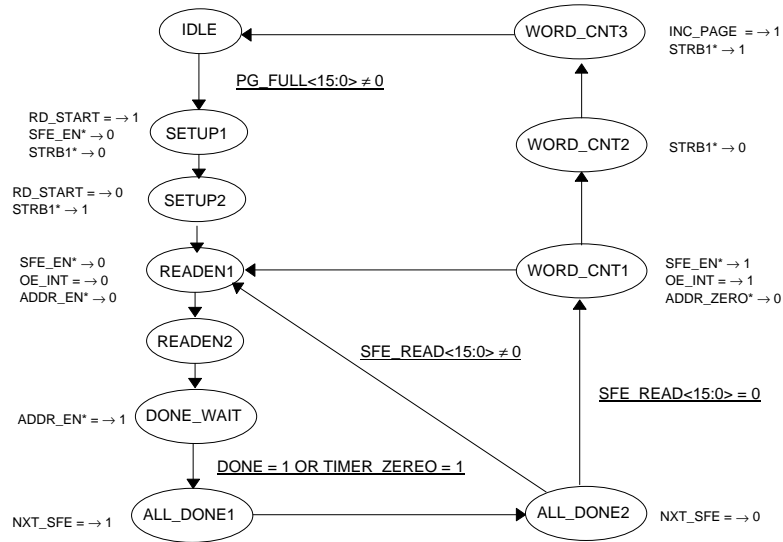 IDLE
WORD_CNT3
INC_PAGE = → 1
STRB1* → 1
PG_FULL<15:0> ≠ 0
RD_START = → 1
SFE_EN* → 0
STRB1* → 0
SETUP1
WORD_CNT2
STRB1* → 0
RD_START = → 0
STRB1* → 1
SETUP2
SFE_EN* → 0
OE_INT = → 0
ADDR_EN* → 0
READEN1
WORD_CNT1
SFE_EN* → 1
OE_INT = → 1
ADDR_ZERO* → 0
READEN2
SFE_READ<15:0> ≠ 0
SFE_READ<15:0> = 0
ADDR_EN* = → 1
DONE_WAIT
DONE = 1 OR TIMER_ZEREO = 1
NXT_SFE = → 1
ALL_DONE1
ALL_DONE2
NXT_SFE = → 0